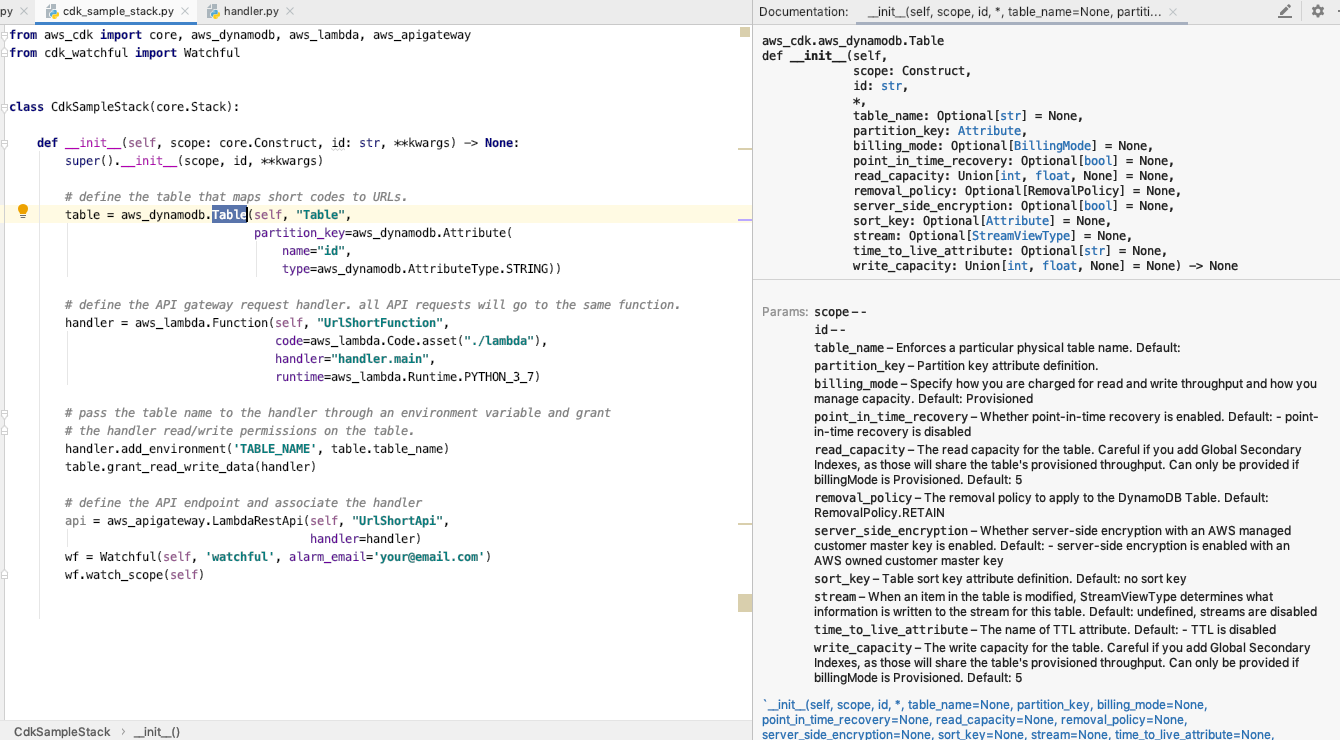 py
cdk_sample_stack.py
handler.py
from aws_cdk import core, aws_dynamodb, aws_lambda, aws_apigateway
from cdk_watchful import Watchful
class CdkSampleStack(core.Stack):
def __init__(self, scope: core.Construct, id: str, **kwargs) -> None:
super().__init__(scope, id, **kwargs)
# define the table that maps short codes to URLs.
table = aws_dynamodb.Table(self, "Table",
partition_key=aws_dynamodb.Attribute(
name="id",
type=aws_dynamodb.AttributeType.STRING))
# define the API gateway request handler. all API requests will go to the same function.
handler = aws_lambda.Function(self, "UrlShortFunction",
code=aws_lambda.Code.asset("./lambda"),
handler="handler.main",
runtime=aws_lambda.Runtime.PYTHON_3_7)
# pass the table name to the handler through an environment variable and grant
# the handler read/write permissions on the table.
handler.add_environment('TABLE_NAME', table.table_name)
table.grant_read_write_data(handler)
# define the API endpoint and associate the handler
api = aws_apigateway.LambdaRestApi(self, "UrlShortApi",
handler=handler)
wf = Watchful(self, 'watchful', alarm_email='your@email.com')
wf.watch_scope(self)
CdkSampleStack > __init__()
Documentation: __init__(self, scope, id, *, table_name=None, partiti...
aws_cdk.aws_dynamodb.Table
def __init__(self,
scope: Construct,
id: str,
*,
table_name: Optional[str] = None,
partition_key: Attribute,
billing_mode: Optional[BillingMode] = None,
point_in_time_recovery: Optional[bool] = None,
read_capacity: Union[int, float, None] = None,
removal_policy: Optional[RemovalPolicy] = None,
server_side_encryption: Optional[bool] = None,
sort_key: Optional[Attribute] = None,
stream: Optional[StreamViewType] = None,
time_to_live_attribute: Optional[str] = None,
write_capacity: Union[int, float, None] = None) -> None
Params: scope – -
id – -
table_name – Enforces a particular physical table name. Default:
partition_key – Partition key attribute definition.
billing_mode – Specify how you are charged for read and write throughput and how you
manage capacity. Default: Provisioned
point_in_time_recovery – Whether point-in-time recovery is enabled. Default: - point-
in-time recovery is disabled
read_capacity – The read capacity for the table. Careful if you add Global Secondary
Indexes, as those will share the table's provisioned throughput. Can only be provided if
billingMode is Provisioned. Default: 5
removal_policy – The removal policy to apply to the DynamoDB Table. Default:
RemovalPolicy.RETAIN
server_side_encryption – Whether server-side encryption with an AWS managed
customer master key is enabled. Default: - server-side encryption is enabled with an
AWS owned customer master key
sort_key – Table sort key attribute definition. Default: no sort key
stream – When an item in the table is modified, StreamViewType determines what
information is written to the stream for this table. Default: undefined, streams are disabled
time_to_live_attribute – The name of TTL attribute. Default: - TTL is disabled
write_capacity – The write capacity for the table. Careful if you add Global Secondary
Indexes, as those will share the table's provisioned throughput. Can only be provided if
billingMode is Provisioned. Default: 5
`__init__(self, scope, id, *, table_name=None, partition_key, billing_mode=None,
point_in_time_recovery=None, read_capacity=None, removal_policy=None,
server_side_encryption=None, sort_key=None, stream=None, time_to_live_attribute=None,